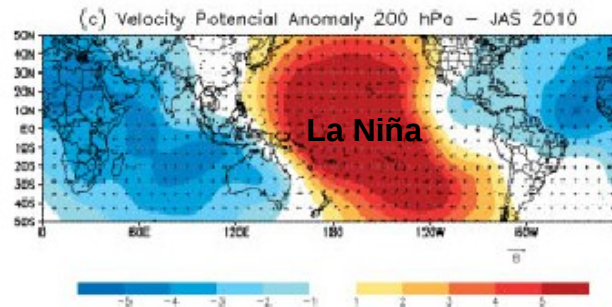 (c) Velocity Potencial Anomaly 200 hPa – JAS 2010
50N
40N
30N
20N
10N
EQ
10S
20S
30S
40S
50S
La Niña
0 60E 120E 180 120W 60W
6
-5 -4 -3 -2 -1 1 2 3 4 5